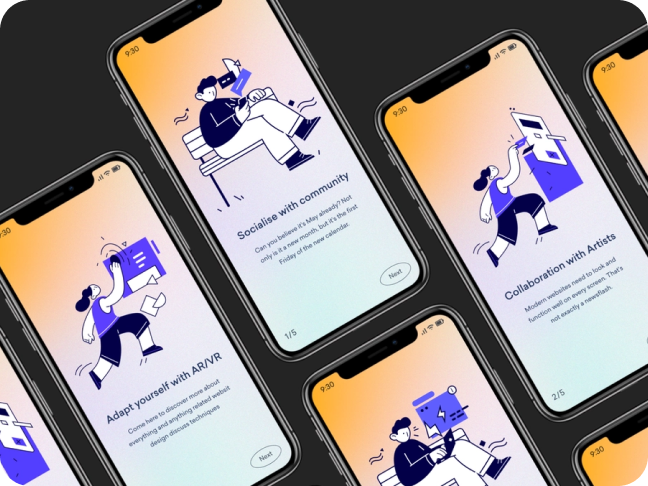 9:30
Socialise with community
Can you believe it's May already? Not
only is it a new month, but it's the first
Friday of the new calendar.
Next
1/5
9:30
Collaboration with Artists
Modern websites need to look and
function well on every screen. That's
not exactly a newsflash.
2/5
9:30
:30
Adapt yourself with AR/VR
Come here to discover more about
everything and anything related websit
design discuss techniques
Next
9:30
9:30